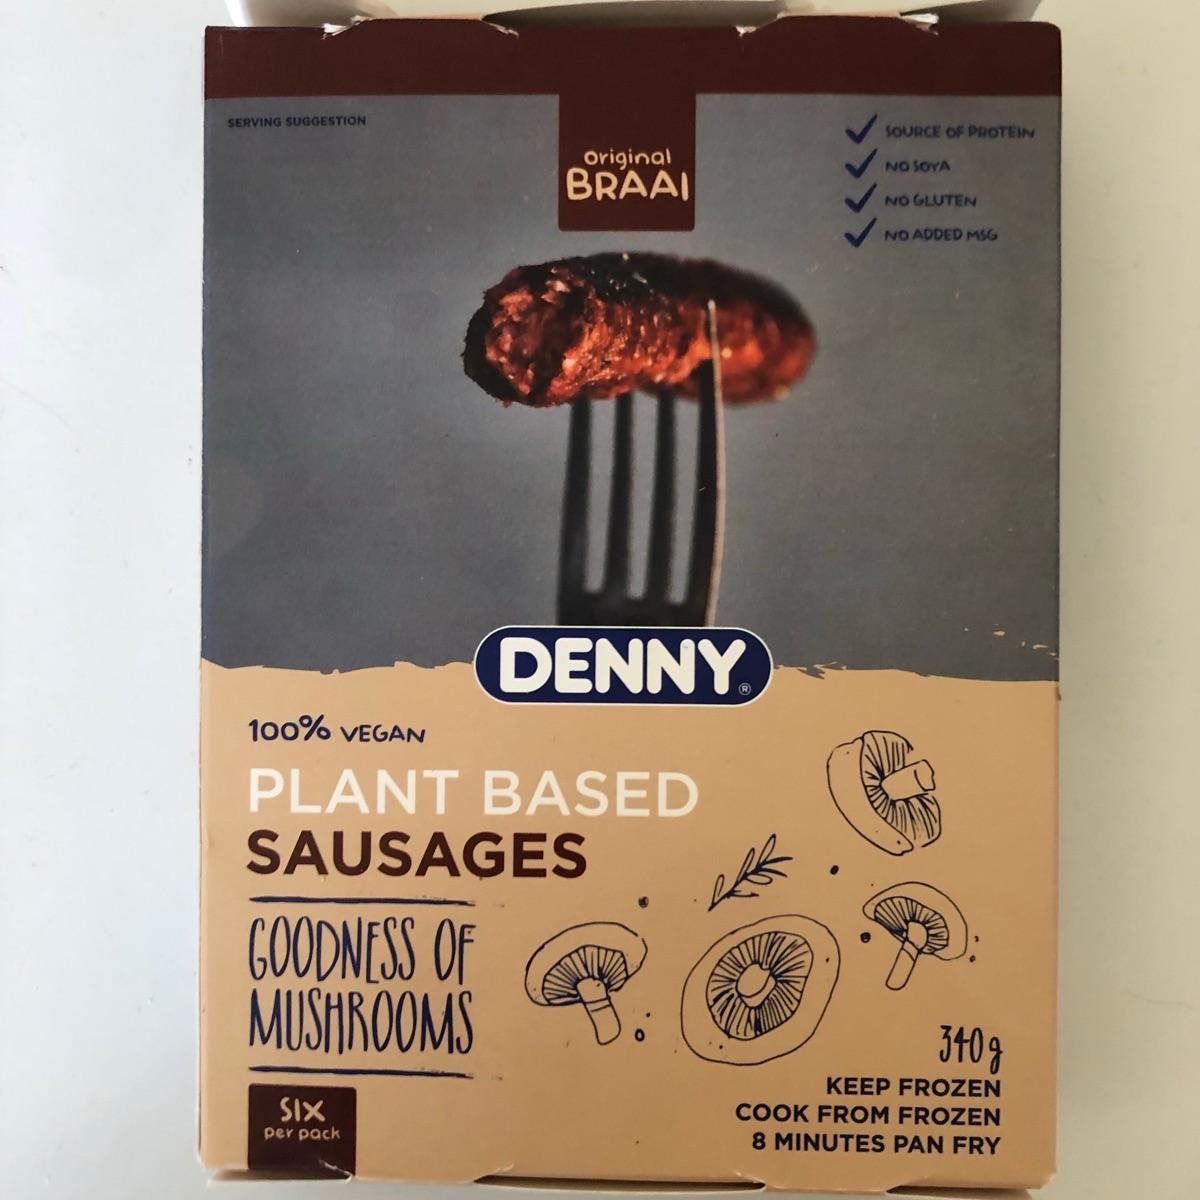 SERVING SUGGESTION
Original
BRAAI
SOURCE OF PROTEIN
NO SOYA
NO GLUTEN
NO ADDED MSG
DENNY®
100% VEGAN
PLANT BASED
SAUSAGES
GOODNESS OF
MUSHROOMS
SIX
per pack
340g
KEEP FROZEN
COOK FROM FROZEN
8 MINUTES PAN FRY